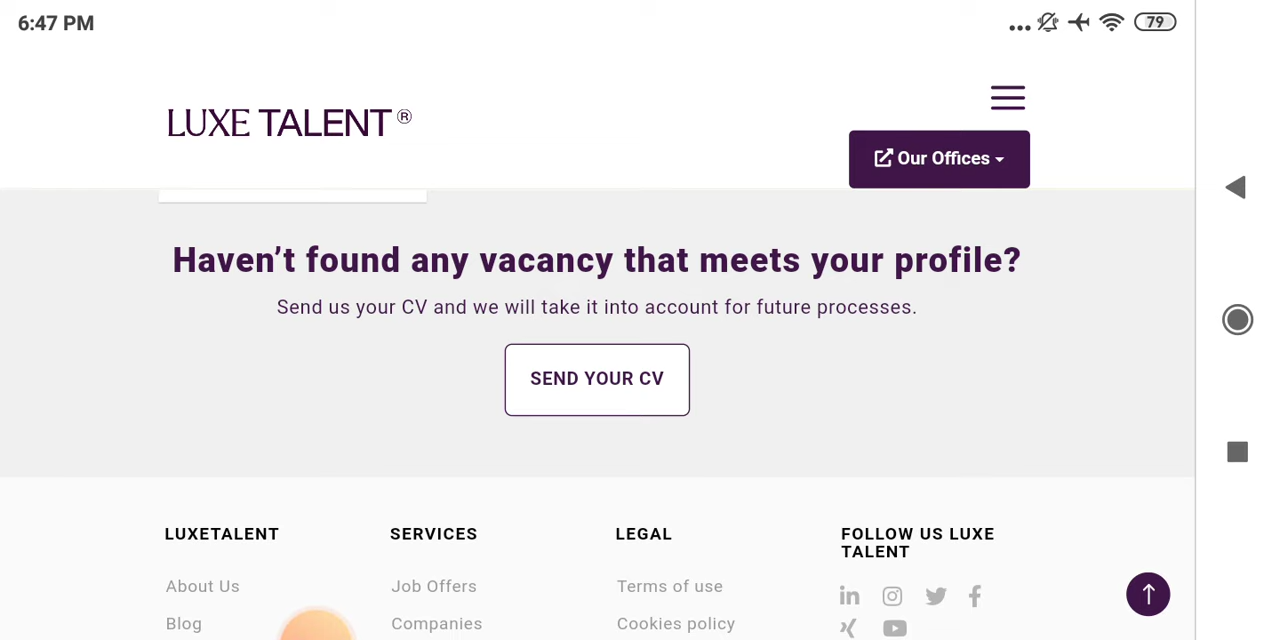 6:47 PM
79
LUXE TALENT ®
Our Offices
Haven’t found any vacancy that meets your profile?
Send us your CV and we will take it into account for future processes.
SEND YOUR CV
LUXETALENT
About Us
Blog
SERVICES
Job Offers
Companies
LEGAL
Terms of use
Cookies policy
FOLLOW US LUXE
TALENT